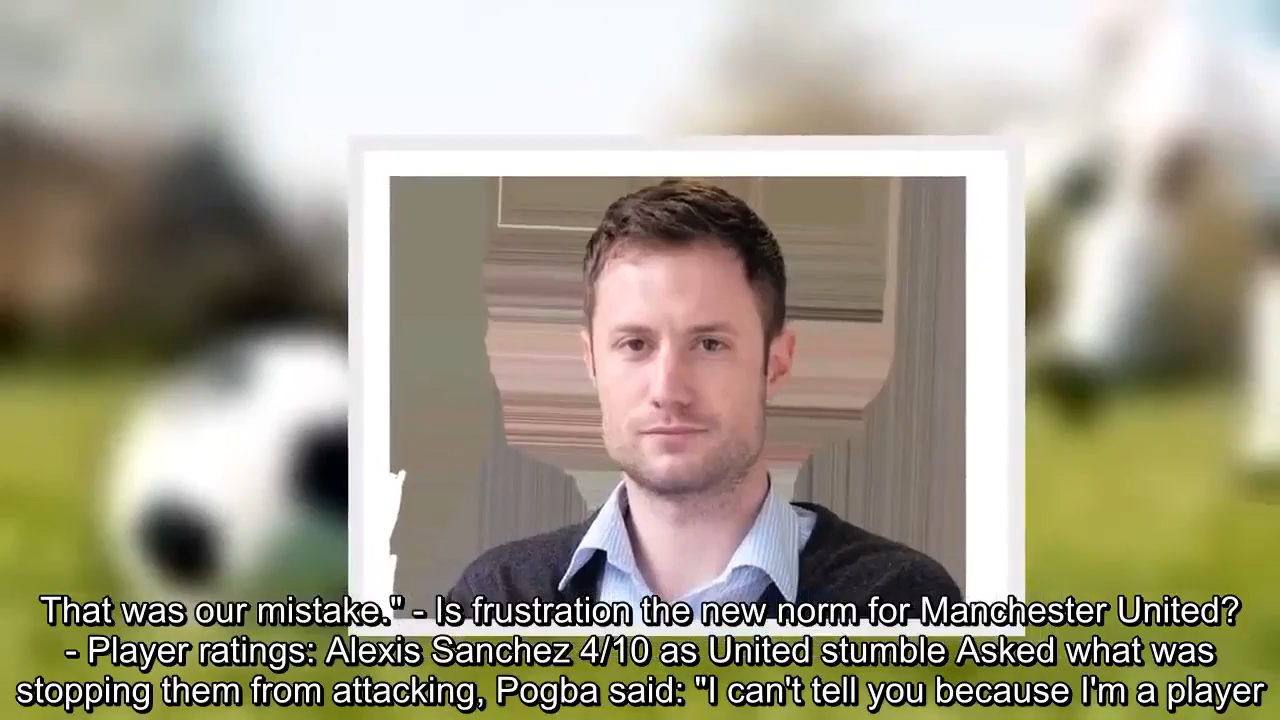 That was our mistake." - Is frustration the new norm for Manchester United?
- Player ratings: Alexis Sanchez 4/10 as United stumble Asked what was
stopping them from attacking, Pogba said: "I can't tell you because I'm a player